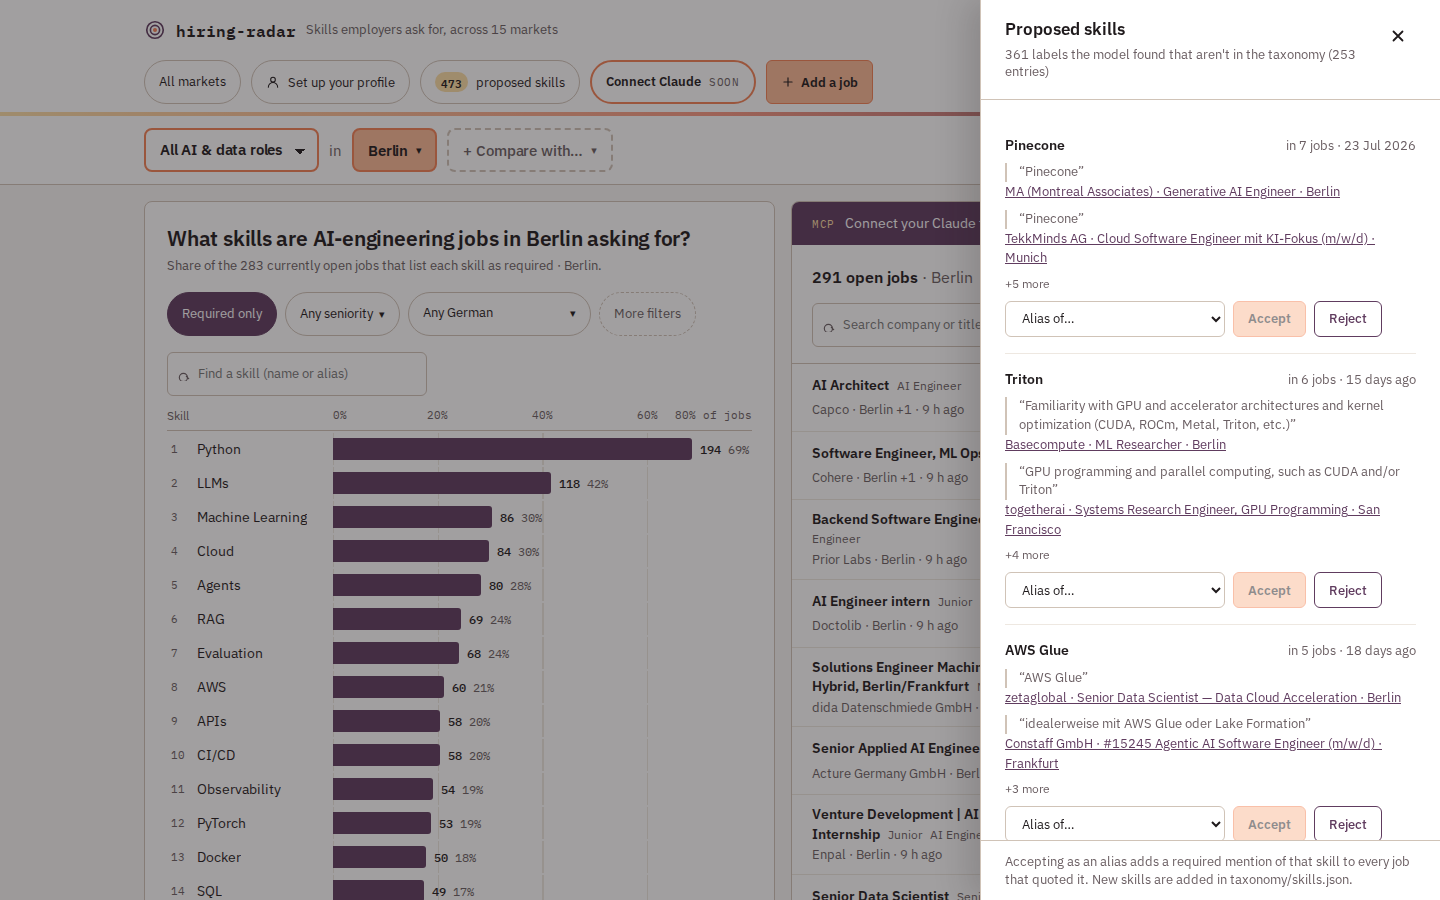 hiring-radar Skills employers ask for, across 15 markets
All markets
Set up your profile
473 proposed skills
Connect Claude SOON
+ Add a job
All AI & data roles
in
Berlin
+ Compare with...
What skills are AI-engineering jobs in Berlin asking for?
Share of the 283 currently open jobs that list each skill as required · Berlin.
Required only
Any seniority
Any German
More filters
Find a skill (name or alias)
Skill 0% 20% 40% 60% 80% of jobs
1 Python 194 69%
2 LLMs 118 42%
3 Machine Learning 86 30%
4 Cloud 84 30%
5 Agents 80 28%
6 RAG 69 24%
7 Evaluation 68 24%
8 AWS 60 21%
9 APIs 58 20%
10 CI/CD 58 20%
11 Observability 54 19%
12 PyTorch 53 19%
13 Docker 50 18%
14 SQL 49 17%
MCP Connect your Claude
291 open jobs · Berlin
Search company or title
AI Architect AI Engineer
Capco · Berlin +1 · 9 h ago
Software Engineer, ML Ops
Cohere · Berlin +1 · 9 h ago
Backend Software Engineer
Engineer
Prior Labs · Berlin · 9 h ago
AI Engineer intern Junior
Doctolib · Berlin · 9 h ago
Solutions Engineer Machin
Hybrid, Berlin/Frankfurt
dida Datenschmiede GmbH ·
Senior Applied AI Enginee
Acture Germany GmbH · Berl
Venture Development | AI
Internship Junior AI Engine
Enpal · Berlin · 9 h ago
Senior Data Scientist Seni
Proposed skills
361 labels the model found that aren't in the taxonomy (253
entries)
Pinecone in 7 jobs · 23 Jul 2026
“Pinecone”
MA (Montreal Associates) · Generative AI Engineer · Berlin
“Pinecone”
TekkMinds AG · Cloud Software Engineer mit KI-Fokus (m/w/d) ·
Munich
+5 more
Alias of...
Accept
Reject
Triton in 6 jobs · 15 days ago
“Familiarity with GPU and accelerator architectures and kernel
optimization (CUDA, ROCm, Metal, Triton, etc.)”
Basecompute · ML Researcher · Berlin
“GPU programming and parallel computing, such as CUDA and/or
Triton”
togetherai · Systems Research Engineer, GPU Programming · San
Francisco
+4 more
Alias of...
Accept
Reject
AWS Glue in 5 jobs · 18 days ago
“AWS Glue”
zetaglobal · Senior Data Scientist — Data Cloud Acceleration · Berlin
“idealerweise mit AWS Glue oder Lake Formation”
Constaff GmbH · #15245 Agentic AI Software Engineer (m/w/d) ·
Frankfurt
+3 more
Alias of...
Accept
Reject
Accepting as an alias adds a required mention of that skill to every job
that quoted it. New skills are added in taxonomy/skills.json.